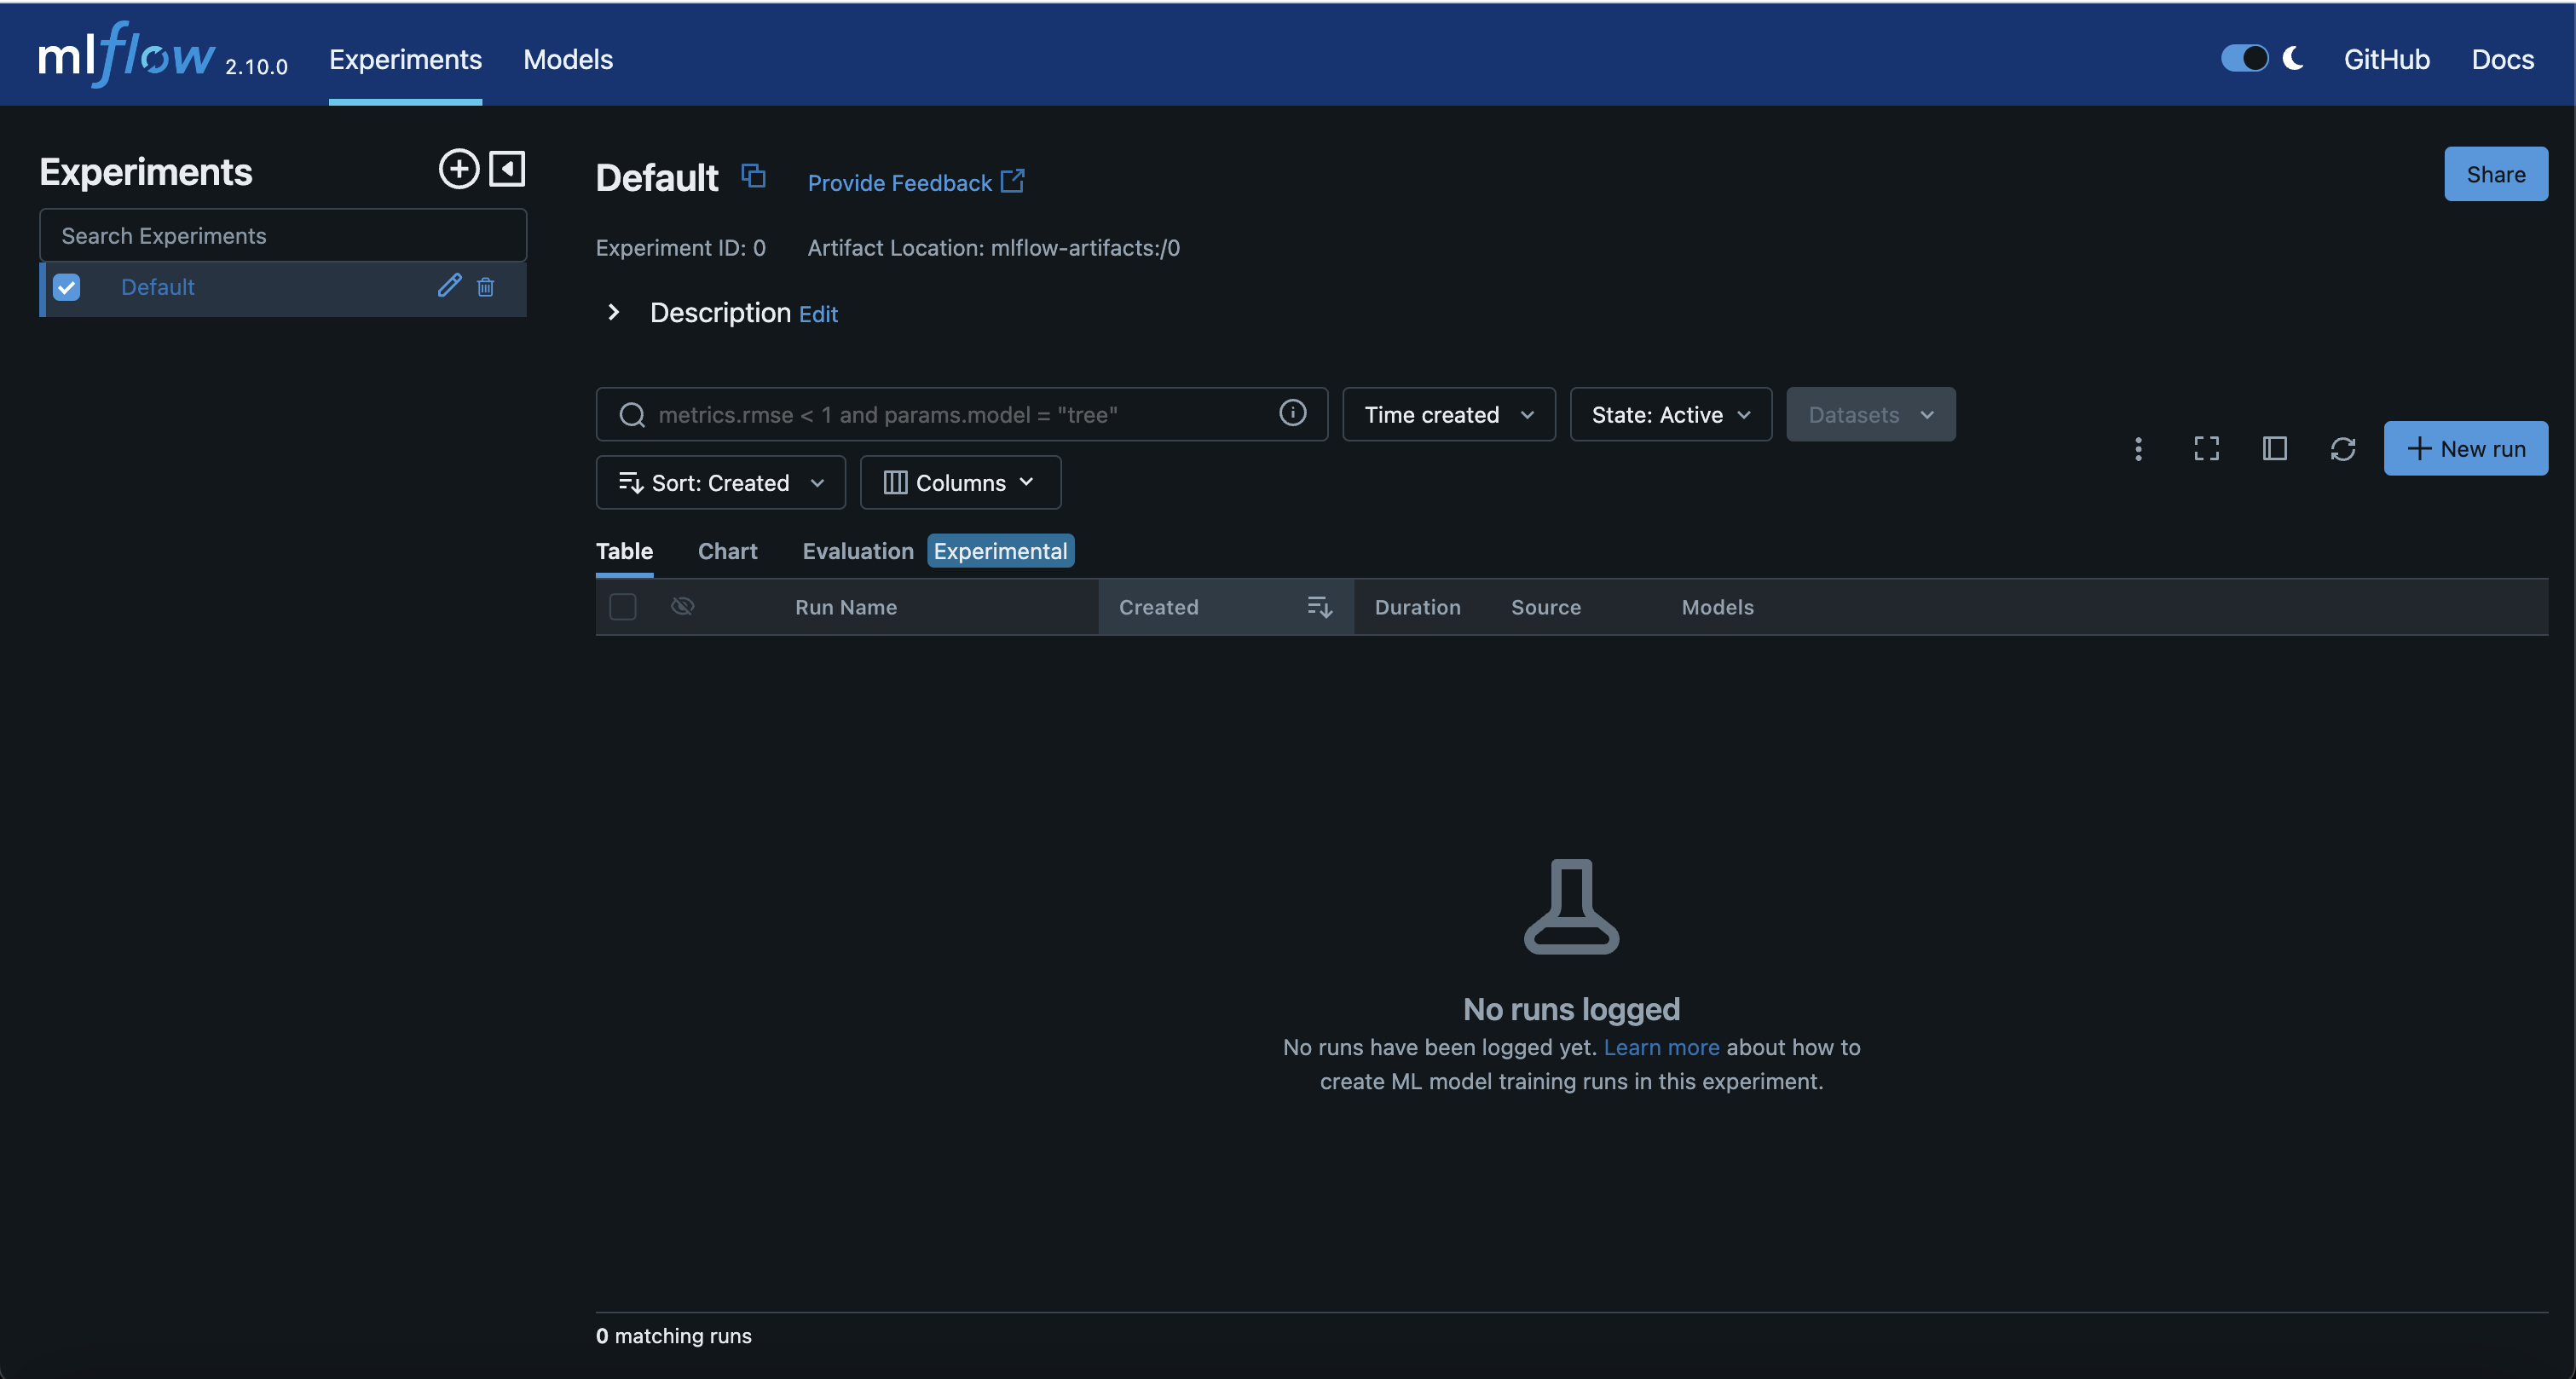 mlflow 2.10.0 Experiments Models GitHub Docs
Experiments
Search Experiments
Default
Default Provide Feedback Share
Experiment ID: 0 Artifact Location: mlflow-artifacts:/0
Description Edit
metrics.rmse < 1 and params.model = "tree" Time created State: Active Datasets
Sort: Created Columns
New run
Table Chart Evaluation Experimental
Run Name Created Duration Source Models
No runs logged
No runs have been logged yet. Learn more about how to
create ML model training runs in this experiment.
0 matching runs